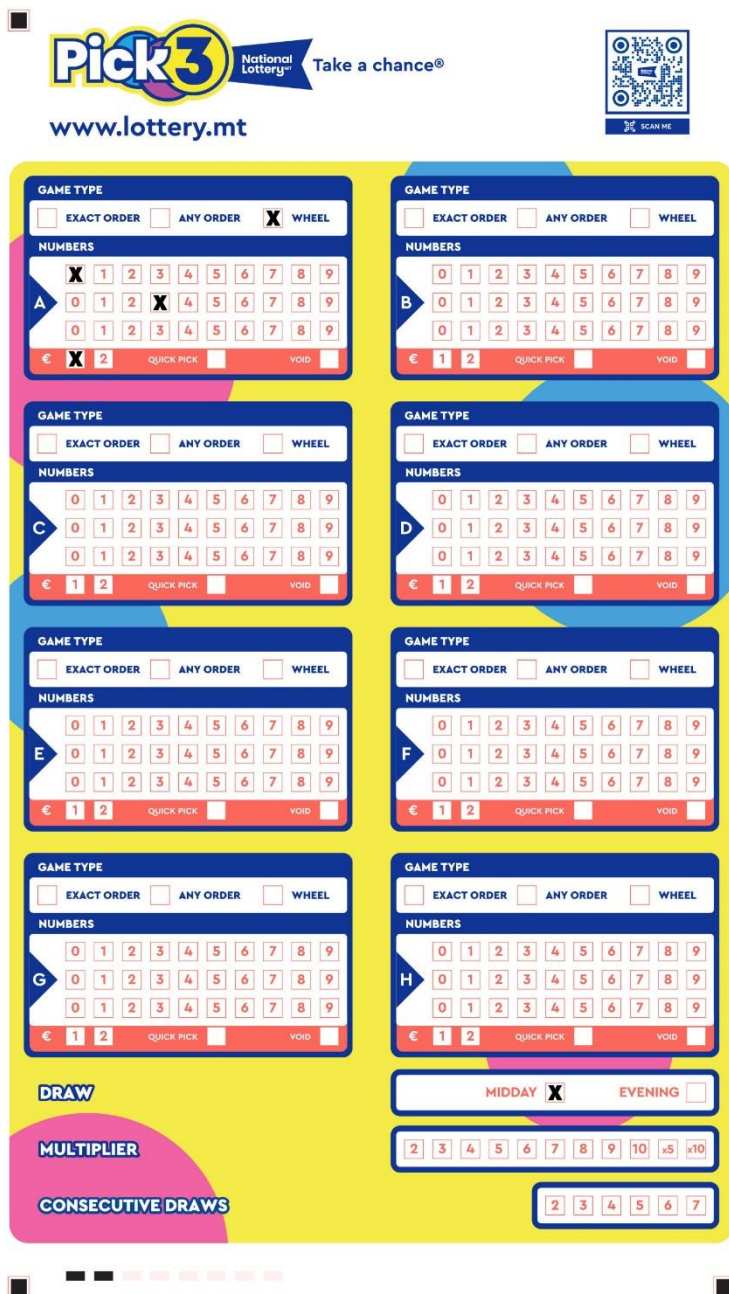 Pick3 National Lottery MT Take a chance®
www.lottery.mt
SCAN ME
GAME TYPE
EXACT ORDER ANY ORDER X WHEEL
NUMBERS
A
X 1 2 3 4 5 6 7 8 9
0 1 2 X 4 5 6 7 8 9
0 1 2 3 4 5 6 7 8 9
€ X 2 QUICK PICK VOID
GAME TYPE
EXACT ORDER ANY ORDER WHEEL
NUMBERS
B
0 1 2 3 4 5 6 7 8 9
0 1 2 3 4 5 6 7 8 9
0 1 2 3 4 5 6 7 8 9
€ 1 2 QUICK PICK VOID
GAME TYPE
EXACT ORDER ANY ORDER WHEEL
NUMBERS
C
0 1 2 3 4 5 6 7 8 9
0 1 2 3 4 5 6 7 8 9
0 1 2 3 4 5 6 7 8 9
€ 1 2 QUICK PICK VOID
GAME TYPE
EXACT ORDER ANY ORDER WHEEL
NUMBERS
D
0 1 2 3 4 5 6 7 8 9
0 1 2 3 4 5 6 7 8 9
0 1 2 3 4 5 6 7 8 9
€ 1 2 QUICK PICK VOID
GAME TYPE
EXACT ORDER ANY ORDER WHEEL
NUMBERS
E
0 1 2 3 4 5 6 7 8 9
0 1 2 3 4 5 6 7 8 9
0 1 2 3 4 5 6 7 8 9
€ 1 2 QUICK PICK VOID
GAME TYPE
EXACT ORDER ANY ORDER WHEEL
NUMBERS
F
0 1 2 3 4 5 6 7 8 9
0 1 2 3 4 5 6 7 8 9
0 1 2 3 4 5 6 7 8 9
€ 1 2 QUICK PICK VOID
GAME TYPE
EXACT ORDER ANY ORDER WHEEL
NUMBERS
G
0 1 2 3 4 5 6 7 8 9
0 1 2 3 4 5 6 7 8 9
0 1 2 3 4 5 6 7 8 9
€ 1 2 QUICK PICK VOID
GAME TYPE
EXACT ORDER ANY ORDER WHEEL
NUMBERS
H
0 1 2 3 4 5 6 7 8 9
0 1 2 3 4 5 6 7 8 9
0 1 2 3 4 5 6 7 8 9
€ 1 2 QUICK PICK VOID
DRAW MIDDAY X EVENING
MULTIPLIER 2 3 4 5 6 7 8 9 10 x5 x10
CONSECUTIVE DRAWS 2 3 4 5 6 7